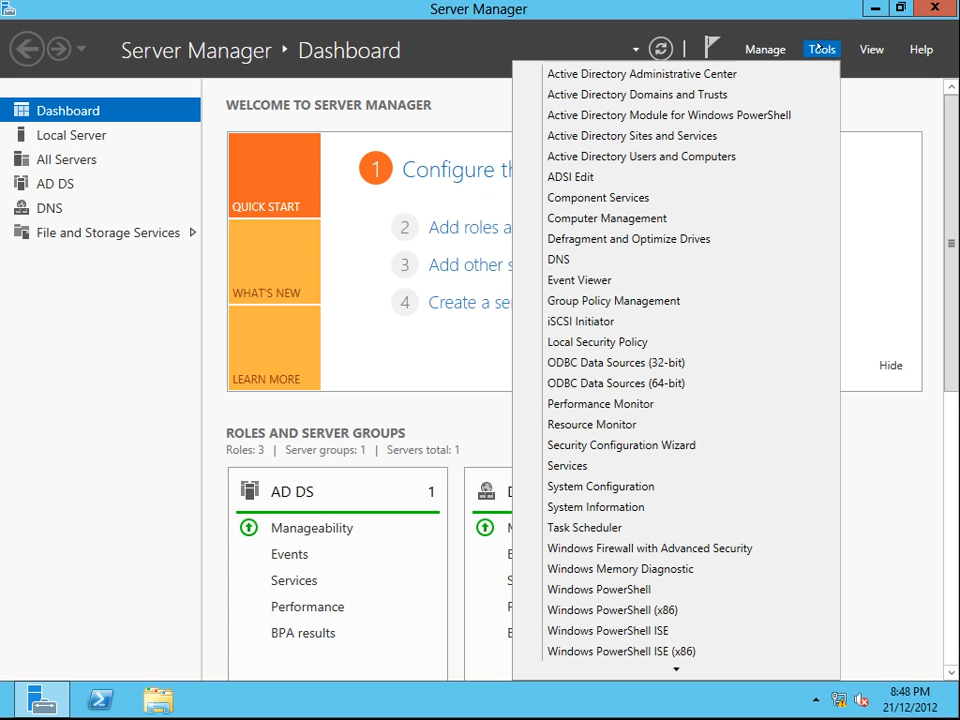 Server Manager
Server Manager • Dashboard
Manage
Tools
View
Help
Dashboard
Local Server
All Servers
AD DS
DNS
File and Storage Services
WELCOME TO SERVER MANAGER
QUICK START
WHAT'S NEW
LEARN MORE
1 Configure th
2 Add roles a
3 Add other s
4 Create a se
Hide
ROLES AND SERVER GROUPS
Roles: 3 | Server groups: 1 | Servers total: 1
AD DS 1
Manageability
Events
Services
Performance
BPA results
Active Directory Administrative Center
Active Directory Domains and Trusts
Active Directory Module for Windows PowerShell
Active Directory Sites and Services
Active Directory Users and Computers
ADSI Edit
Component Services
Computer Management
Defragment and Optimize Drives
DNS
Event Viewer
Group Policy Management
iSCSI Initiator
Local Security Policy
ODBC Data Sources (32-bit)
ODBC Data Sources (64-bit)
Performance Monitor
Resource Monitor
Security Configuration Wizard
Services
System Configuration
System Information
Task Scheduler
Windows Firewall with Advanced Security
Windows Memory Diagnostic
Windows PowerShell
Windows PowerShell (x86)
Windows PowerShell ISE
Windows PowerShell ISE (x86)
8:48 PM
21/12/2012